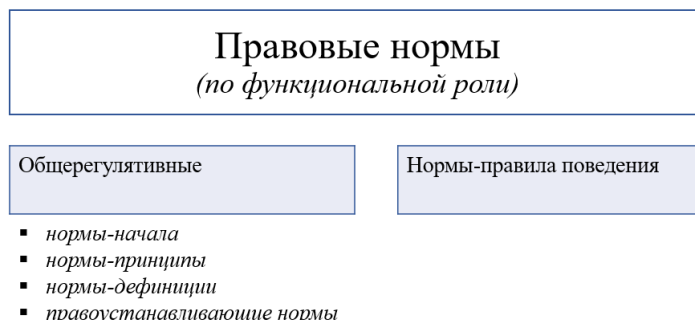 Правовые нормы
(по функциональной роли)
Общерегулятивные
Нормы-правила поведения
▪ нормы-начала
▪ нормы-принципы
▪ нормы-дефиниции
▪ правоустанавливающие нормы